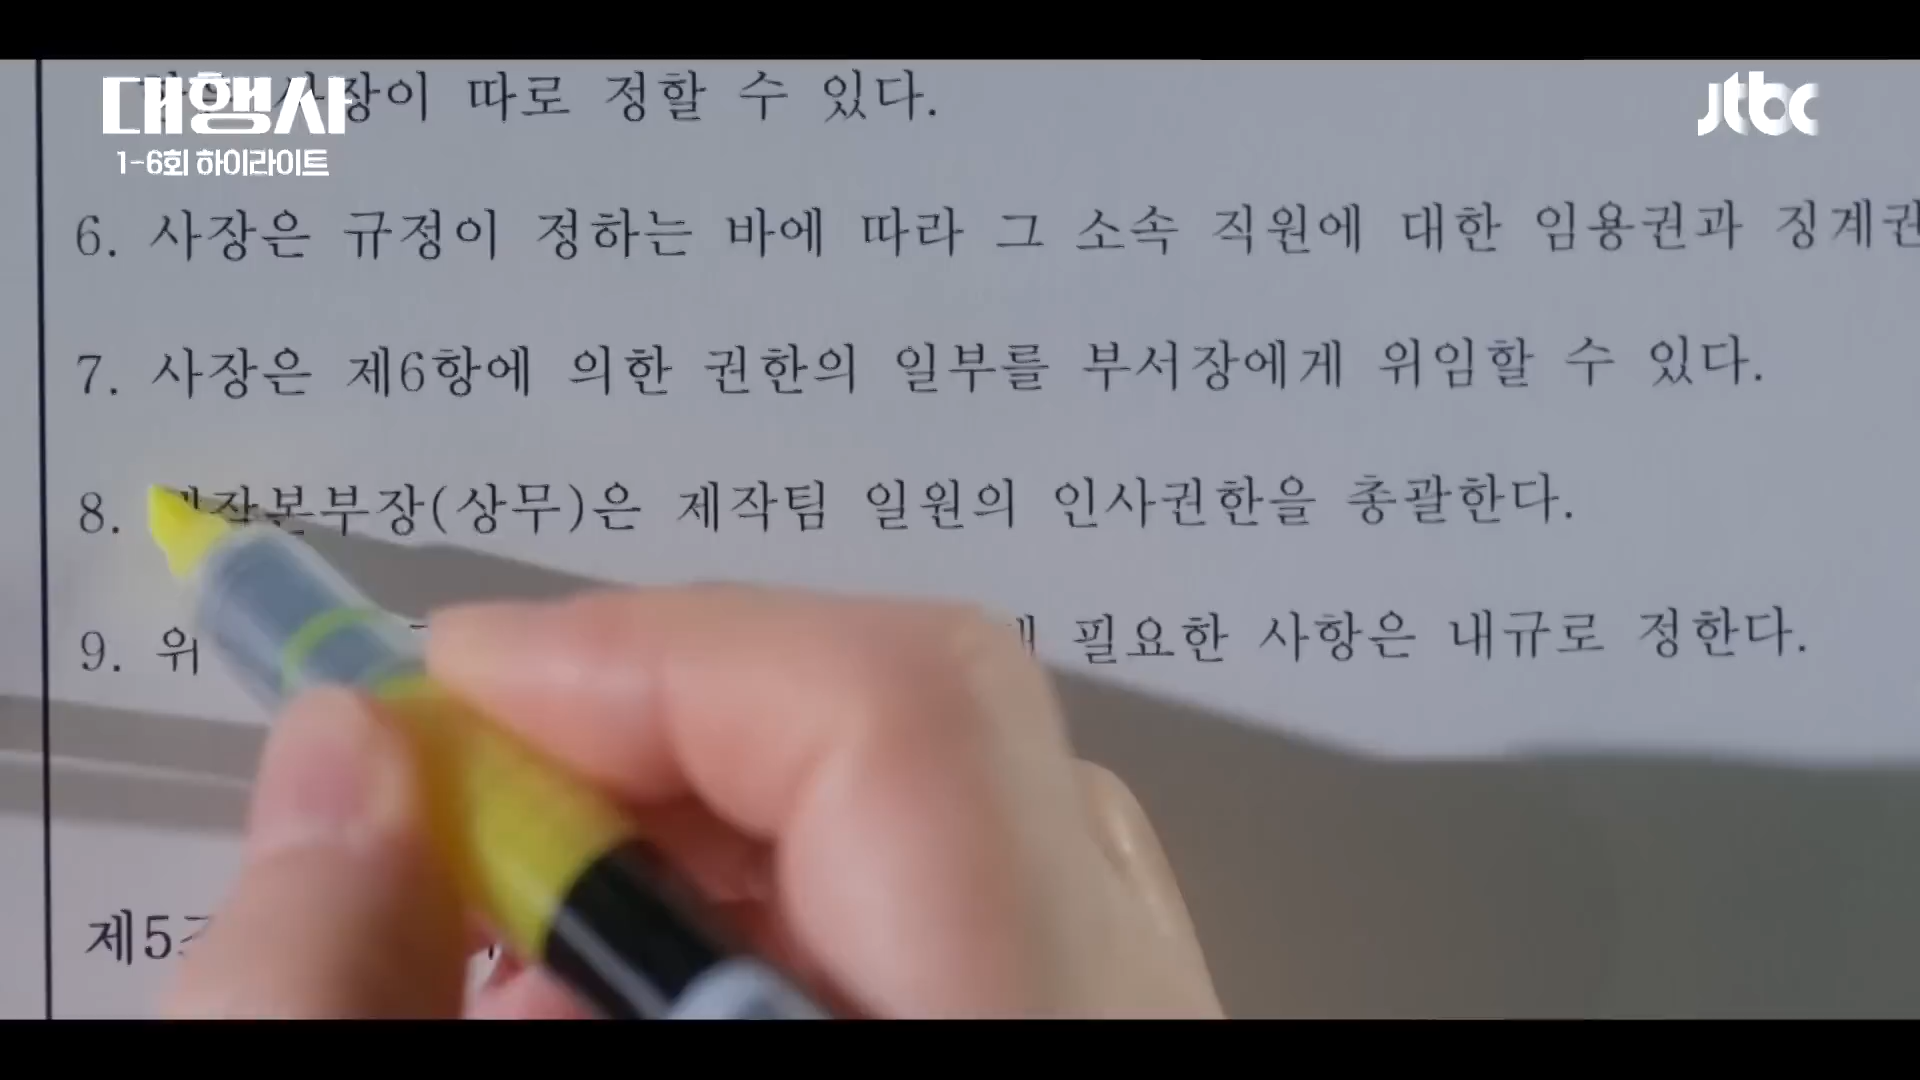 대행사
jtbc
1-6회 하이라이트
사장이 따로 정할 수 있다.
6. 사장은 규정이 정하는 바에 따라 그 소속 직원에 대한 임용권과 징계권
7. 사장은 제6항에 의한 권한의 일부를 부서장에게 위임할 수 있다.
8. 제작본부장(상무)은 제작팀 일원의 인사권한을 총괄한다.
9. 위 필요한 사항은 내규로 정한다.
제5조